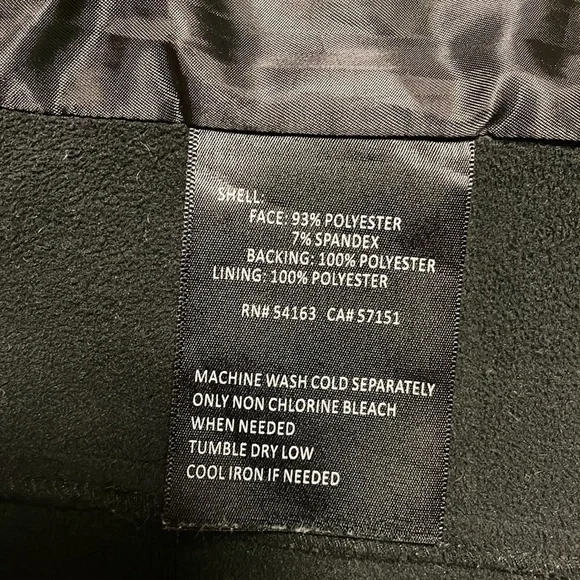 SHELL:
FACE: 93% POLYESTER
7% SPANDEX
BACKING: 100% POLYESTER
LINING: 100% POLYESTER
RN# 54163 CA# 57151
MACHINE WASH COLD SEPARATELY
ONLY NON CHLORINE BLEACH
WHEN NEEDED
TUMBLE DRY LOW
COOL IRON IF NEEDED